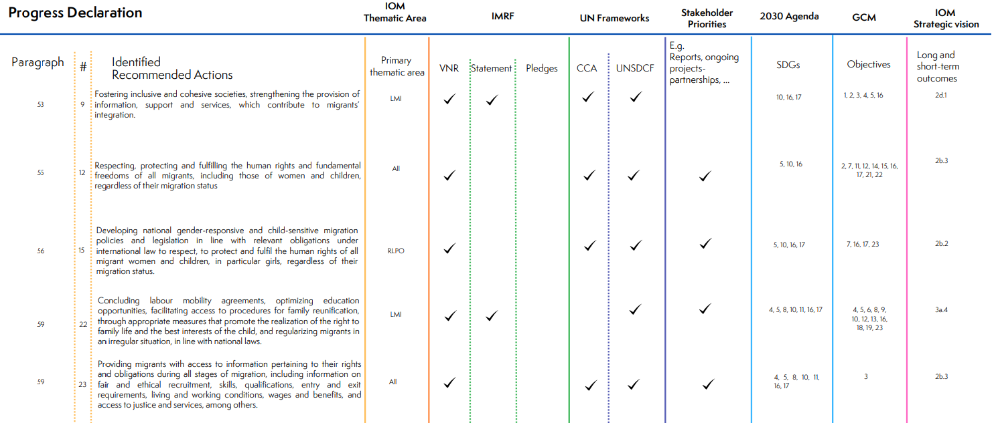 Progress Declaration
IOM
Thematic Area
IMRF
UN Frameworks
Stakeholder
Priorities
2030 Agenda
GCM
IOM
Strategic vision
Paragraph
#
Identified
Recommended Actions
Primary
thematic area
VNR
Statement
Pledges
CCA
UNSDCF
E.g.
Reports, ongoing
projects-
partnerships, ...
SDGs
Objectives
Long and
short-term
outcomes
53
9
Fostering inclusive and cohesive societies, strengthening the provision of
information, support and services, which contribute to migrants'
integration.
LMI
✓ ✓ ✓ ✓
10, 16, 17
1, 2, 3, 4, 5, 16
2d.1
55
12
Respecting, protecting and fulfilling the human rights and fundamental
freedoms of all migrants, including those of women and children,
regardless of their migration status
All
✓ ✓ ✓ ✓
5, 10, 16
2, 7, 11, 12, 14, 15, 16,
17, 21, 22
2b.3
56
15
Developing national gender-responsive and child-sensitive migration
policies and legislation in line with relevant obligations under
international law to respect, to protect and fulfil the human rights of all
migrant women and children, in particular girls, regardless of their
migration status.
RLPO
✓ ✓ ✓ ✓
5, 10, 16, 17
7, 16, 17, 23
2b.2
59
22
Concluding labour mobility agreements, optimizing education
opportunities, facilitating access to procedures for family reunification,
through appropriate measures that promote the realization of the right to
family life and the best interests of the child, and regularizing migrants in
an irregular situation, in line with national laws.
LMI
✓ ✓ ✓ ✓
4, 5, 8, 10, 11, 16, 17
4, 5, 6, 8, 9,
10, 12, 13, 16,
18, 19, 23
3a.4
59
23
Providing migrants with access to information pertaining to their rights
and obligations during all stages of migration, including information on
fair and ethical recruitment, skills, qualifications, entry and exit
requirements, living and working conditions, wages and benefits, and
access to justice and services, among others.
All
✓ ✓ ✓ ✓
4, 5, 8, 10, 11,
16, 17
3
2b.3